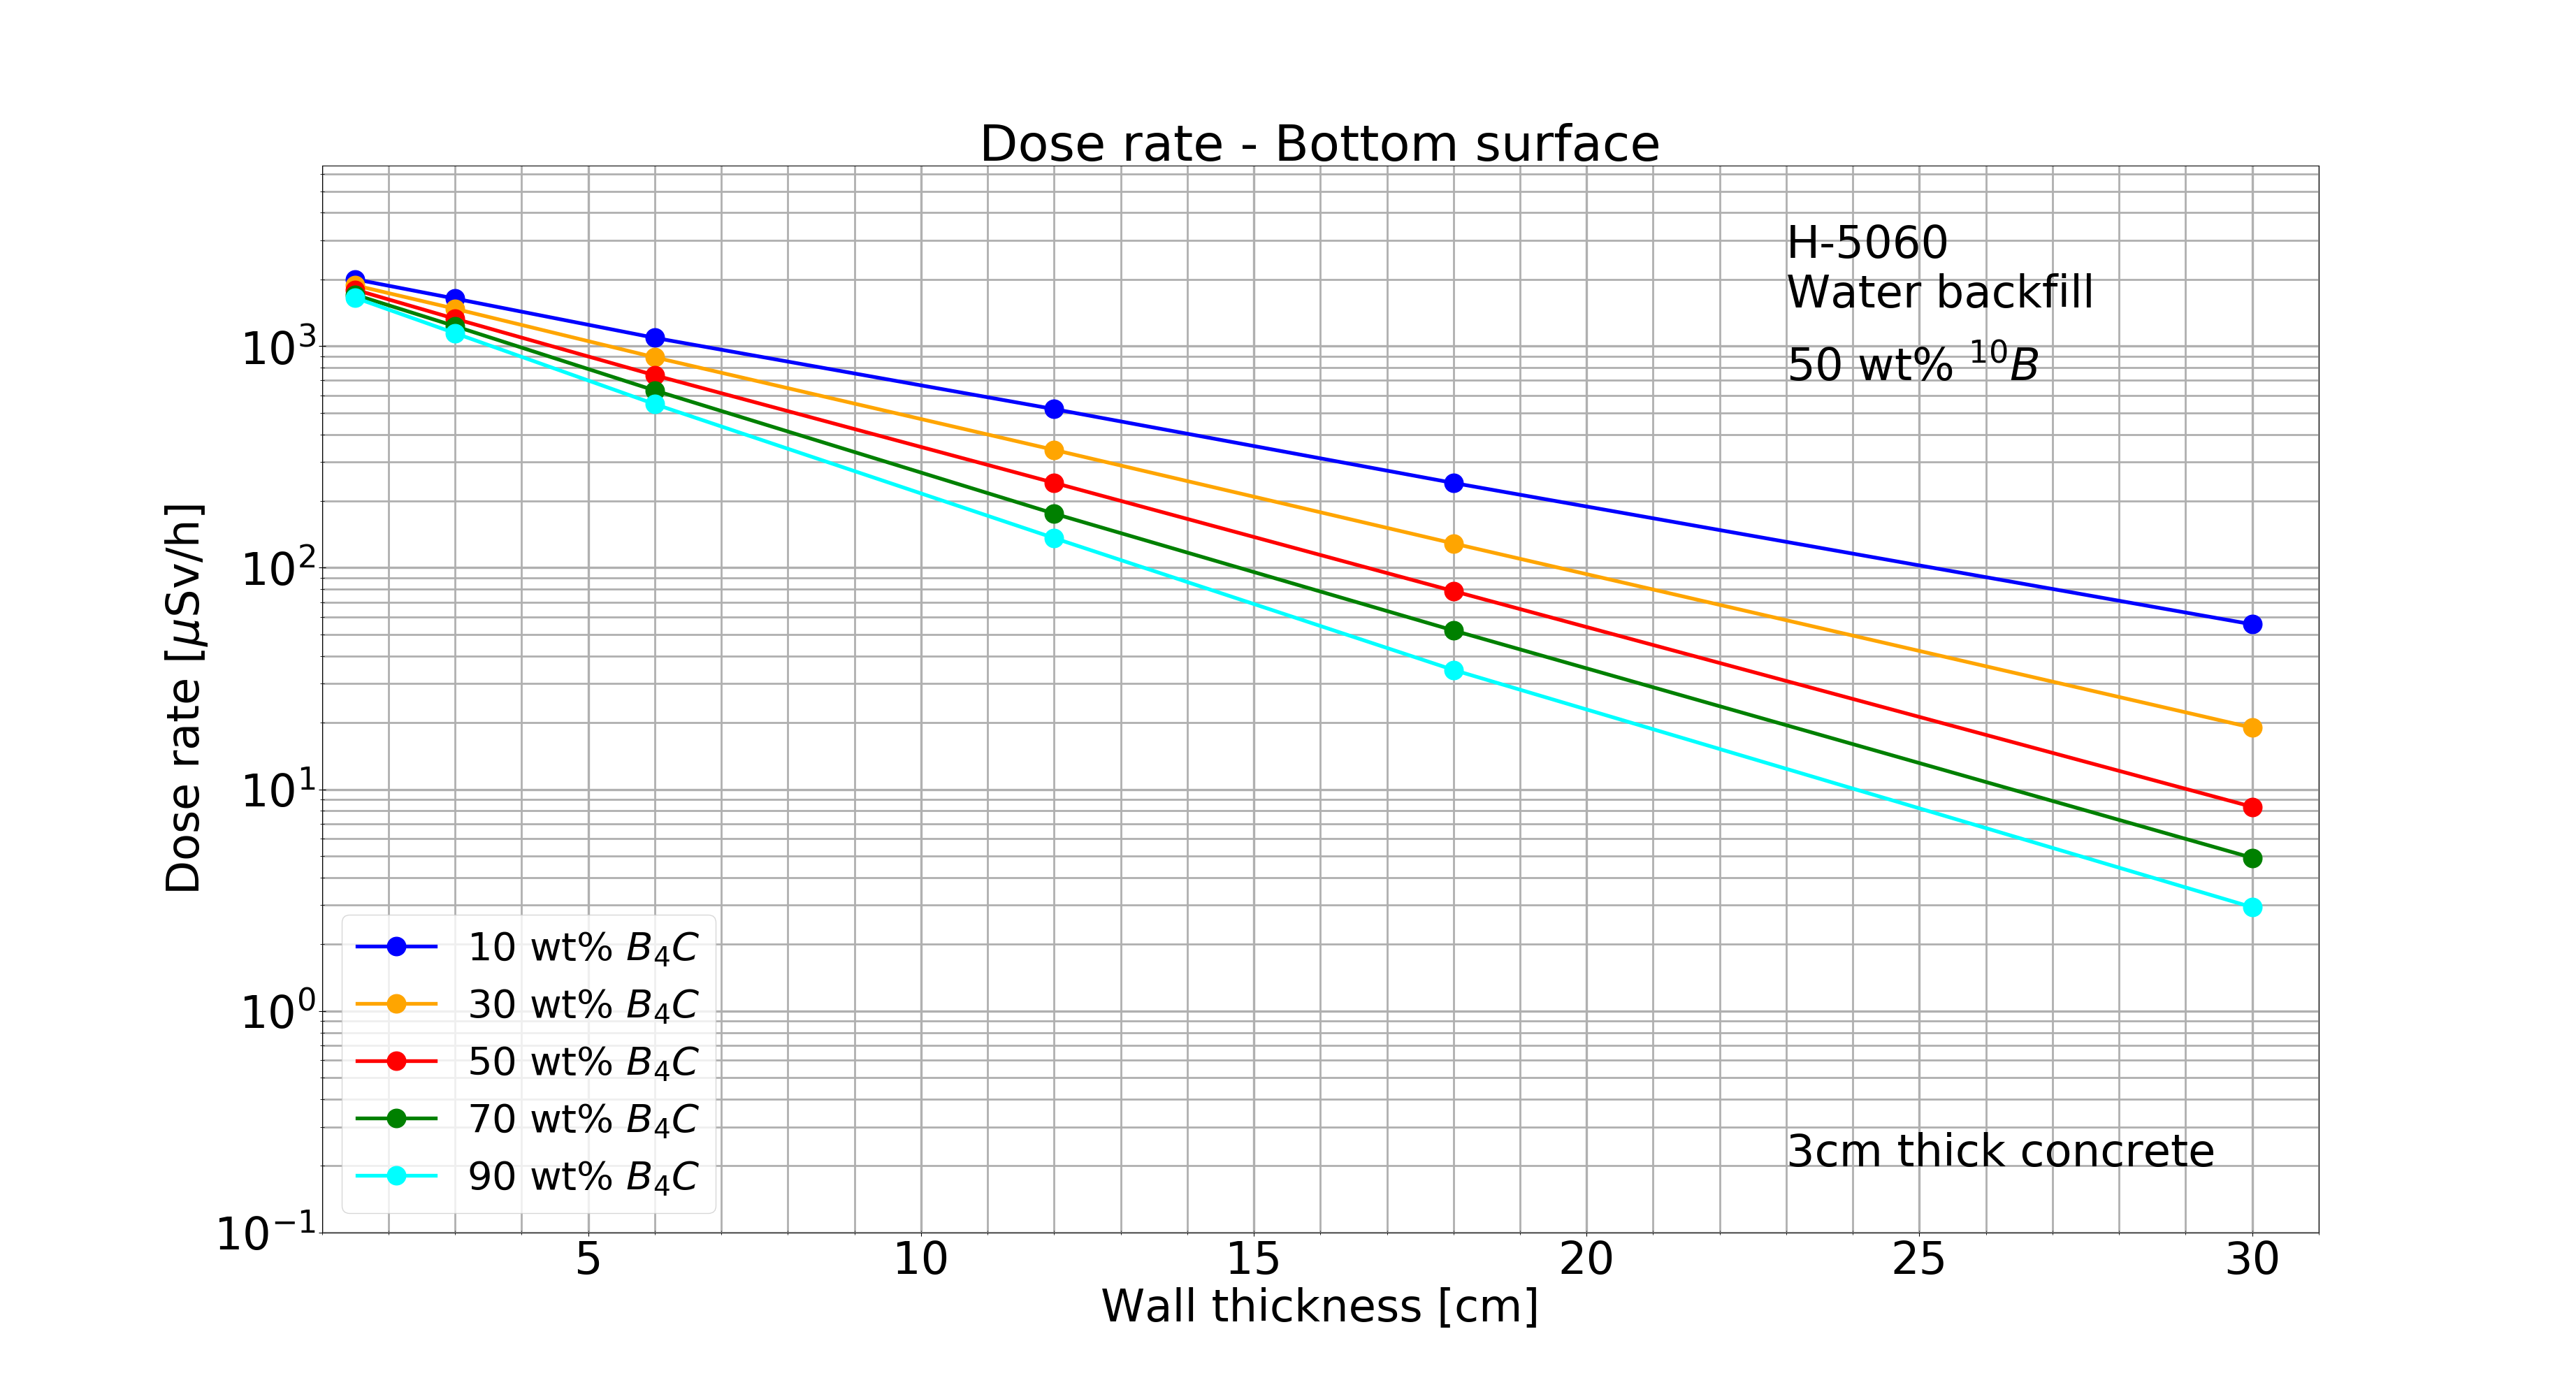 Dose rate - Bottom surface
H-5060
Water backfill
50 wt% ¹⁰B
3cm thick concrete
Dose rate [μSv/h]
10³
10²
10¹
10⁰
10⁻¹
10 wt% B₄C
30 wt% B₄C
50 wt% B₄C
70 wt% B₄C
90 wt% B₄C
5 10 15 20 25 30
Wall thickness [cm]